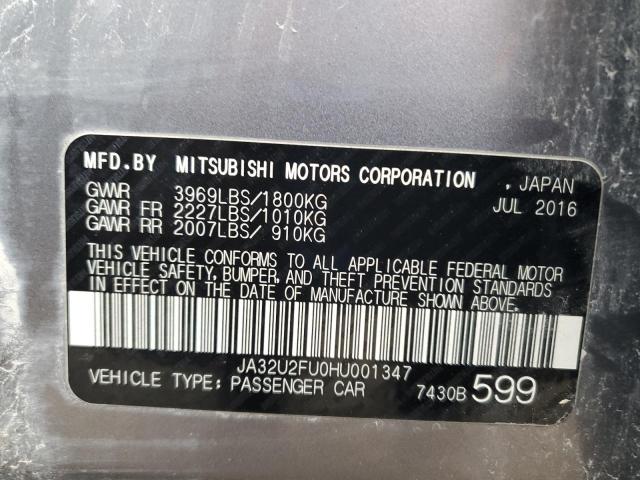 MFD.BY MITSUBISHI MOTORS CORPORATION , JAPAN
GVWR 3969LBS/1800KG JUL 2016
GAWR FR 2227LBS/1010KG
GAWR RR 2007LBS/ 910KG
THIS VEHICLE CONFORMS TO ALL APPLICABLE FEDERAL MOTOR
VEHICLE SAFETY, BUMPER, AND THEFT PREVENTION STANDARDS
IN EFFECT ON THE DATE OF MANUFACTURE SHOWN ABOVE.
JA32U2FU0HU001347
VEHICLE TYPE: PASSENGER CAR 7430B 599